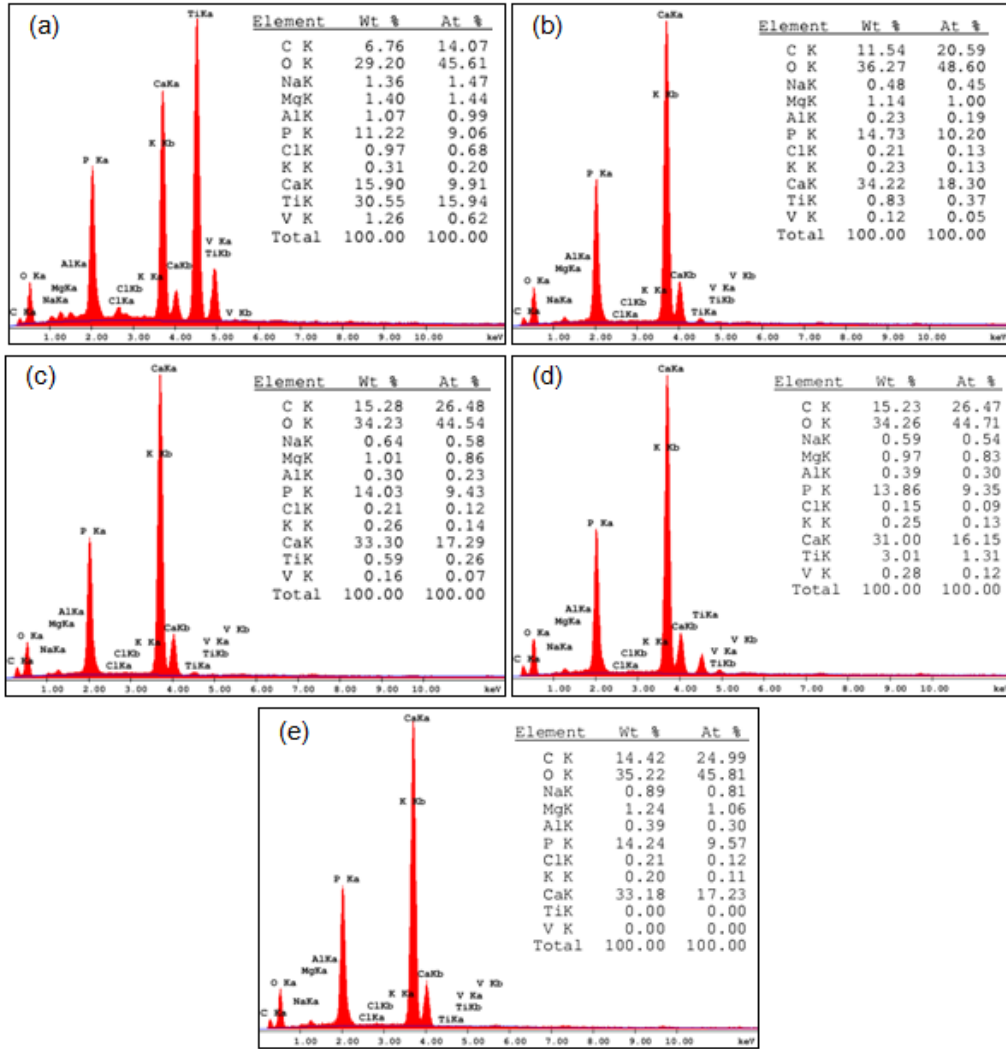 (a)
Element Wt % At %
C K 6.76 14.07
O K 29.20 45.61
NaK 1.36 1.47
MgK 1.40 1.44
AlK 1.07 0.99
P K 11.22 9.06
ClK 0.97 0.68
K K 0.31 0.20
CaK 15.90 9.91
TiK 30.55 15.94
V K 1.26 0.62
Total 100.00 100.00
TiKa
CaKa
K Kb
P Ka
V Ka
TiKb
AlKa
K Ka
CaKb
O Ka
MgKa
ClKb
NaKa
ClKa
C Ka
V Kb
1.00 2.00 3.00 4.00 5.00 6.00 7.00 8.00 9.00 10.00 keV
(b)
Element Wt % At %
C K 11.54 20.59
O K 36.27 48.60
NaK 0.48 0.45
MgK 1.14 1.00
AlK 0.23 0.19
P K 14.73 10.20
ClK 0.21 0.13
K K 0.23 0.13
CaK 34.22 18.30
TiK 0.83 0.37
V K 0.12 0.05
Total 100.00 100.00
CaKa
K Kb
P Ka
AlKa
MgKa
CaKb
V Kb
O Ka
K Ka
V Ka
NaKa
ClKb
TiKb
C Ka
ClKa
TiKa
1.00 2.00 3.00 4.00 5.00 6.00 7.00 8.00 9.00 10.00 keV
(c)
Element Wt % At %
C K 15.28 26.48
O K 34.23 44.54
NaK 0.64 0.58
MgK 1.01 0.86
AlK 0.30 0.23
P K 14.03 9.43
ClK 0.21 0.12
K K 0.26 0.14
CaK 33.30 17.29
TiK 0.59 0.26
V K 0.16 0.07
Total 100.00 100.00
CaKa
K Kb
P Ka
AlKa
MgKa
CaKb
V Kb
O Ka
K Ka
V Ka
NaKa
ClKb
TiKb
C Ka
ClKa
TiKa
1.00 2.00 3.00 4.00 5.00 6.00 7.00 8.00 9.00 10.00 keV
(d)
Element Wt % At %
C K 15.23 26.47
O K 34.26 44.71
NaK 0.59 0.54
MgK 0.97 0.83
AlK 0.39 0.30
P K 13.86 9.35
ClK 0.15 0.09
K K 0.25 0.13
CaK 31.00 16.15
TiK 3.01 1.31
V K 0.28 0.12
Total 100.00 100.00
CaKa
K Kb
P Ka
AlKa
TiKa
MgKa
CaKb
O Ka
K Ka
V Kb
NaKa
ClKb
V Ka
C Ka
ClKa
TiKb
1.00 2.00 3.00 4.00 5.00 6.00 7.00 8.00 9.00 10.00 keV
(e)
Element Wt % At %
C K 14.42 24.99
O K 35.22 45.81
NaK 0.89 0.81
MgK 1.24 1.06
AlK 0.39 0.30
P K 14.24 9.57
ClK 0.21 0.12
K K 0.20 0.11
CaK 33.18 17.23
TiK 0.00 0.00
V K 0.00 0.00
Total 100.00 100.00
CaKa
K Kb
P Ka
AlKa
MgKa
CaKb
V Kb
O Ka
K Ka
V Ka
NaKa
ClKb
TiKb
C Ka
ClKa
TiKa
1.00 2.00 3.00 4.00 5.00 6.00 7.00 8.00 9.00 10.00 keV